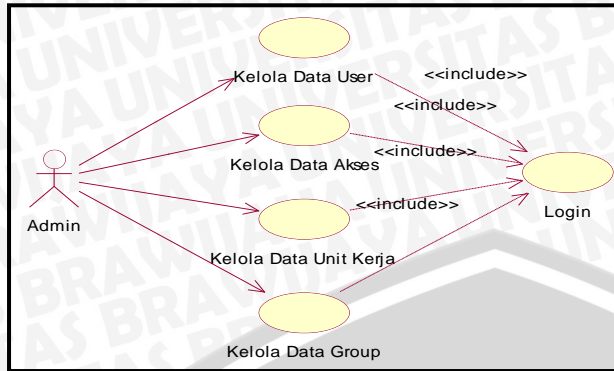 Kelola Data User
<<include>>
<<include>>
Kelola Data Akses
<<include>>
Admin
<<include>>
Login
Kelola Data Unit Kerja
Kelola Data Group